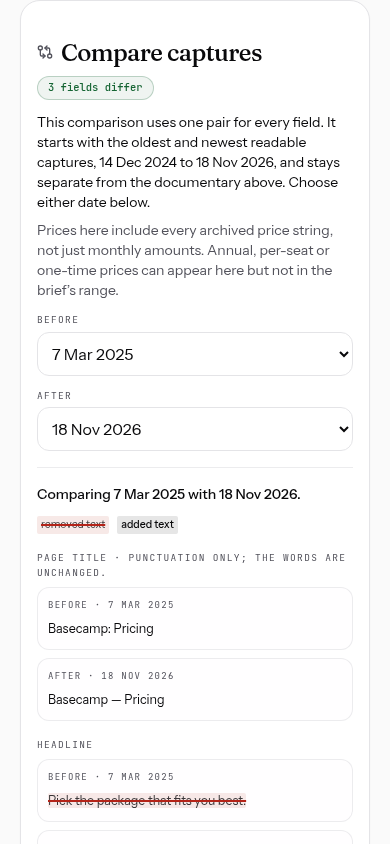 Compare captures
3 fields differ
This comparison uses one pair for every field. It
starts with the oldest and newest readable
captures, 14 Dec 2024 to 18 Nov 2026, and stays
separate from the documentary above. Choose
either date below.
Prices here include every archived price string,
not just monthly amounts. Annual, per-seat or
one-time prices can appear here but not in the
brief's range.
BEFORE
7 Mar 2025
AFTER
18 Nov 2026
Comparing 7 Mar 2025 with 18 Nov 2026.
removed text added text
PAGE TITLE · PUNCTUATION ONLY; THE WORDS ARE
UNCHANGED.
BEFORE · 7 MAR 2025
Basecamp: Pricing
AFTER · 18 NOV 2026
Basecamp — Pricing
HEADLINE
BEFORE · 7 MAR 2025
Pick the package that fits you best.